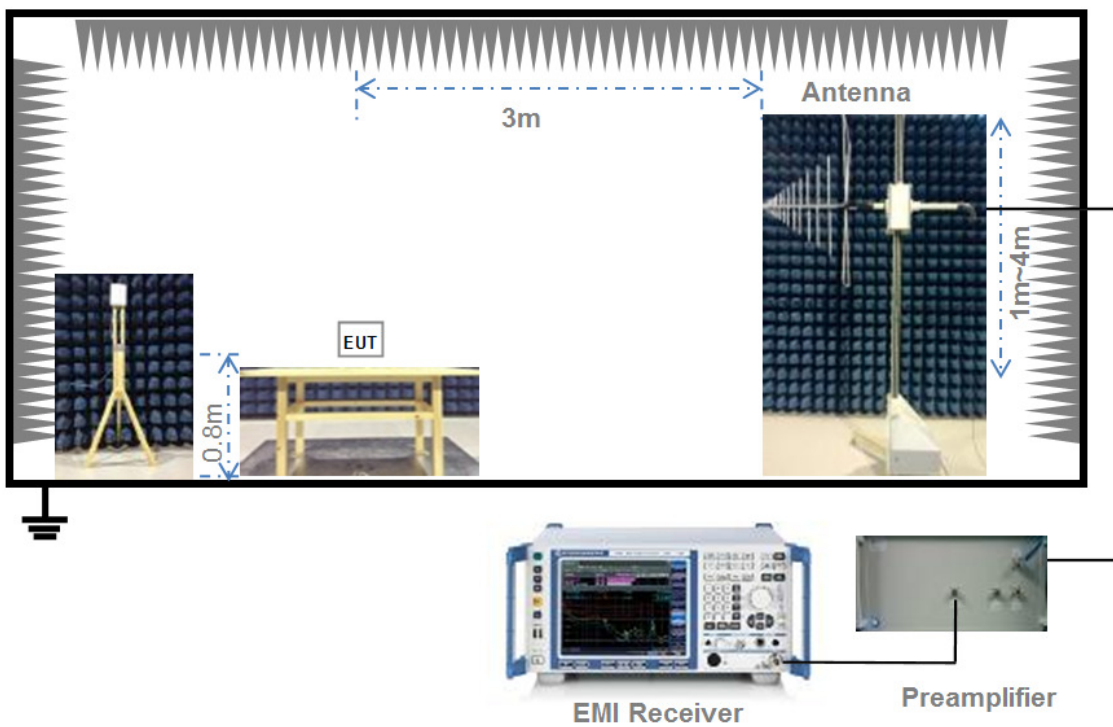 Antenna
3m
1m~4m
EUT
0.8m
EMI Receiver
Preamplifier